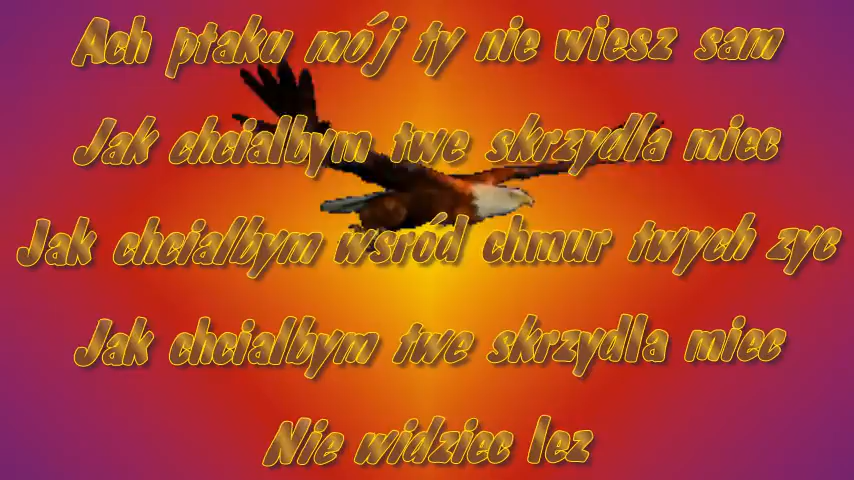 Ach ptaku mój ty nie wiesz sam
Jak chcialbym twe skrzydla miec
Jak chcialbym wsród chmur twych zyc
Jak chcialbym twe skrzydla miec
Nie widziec lez